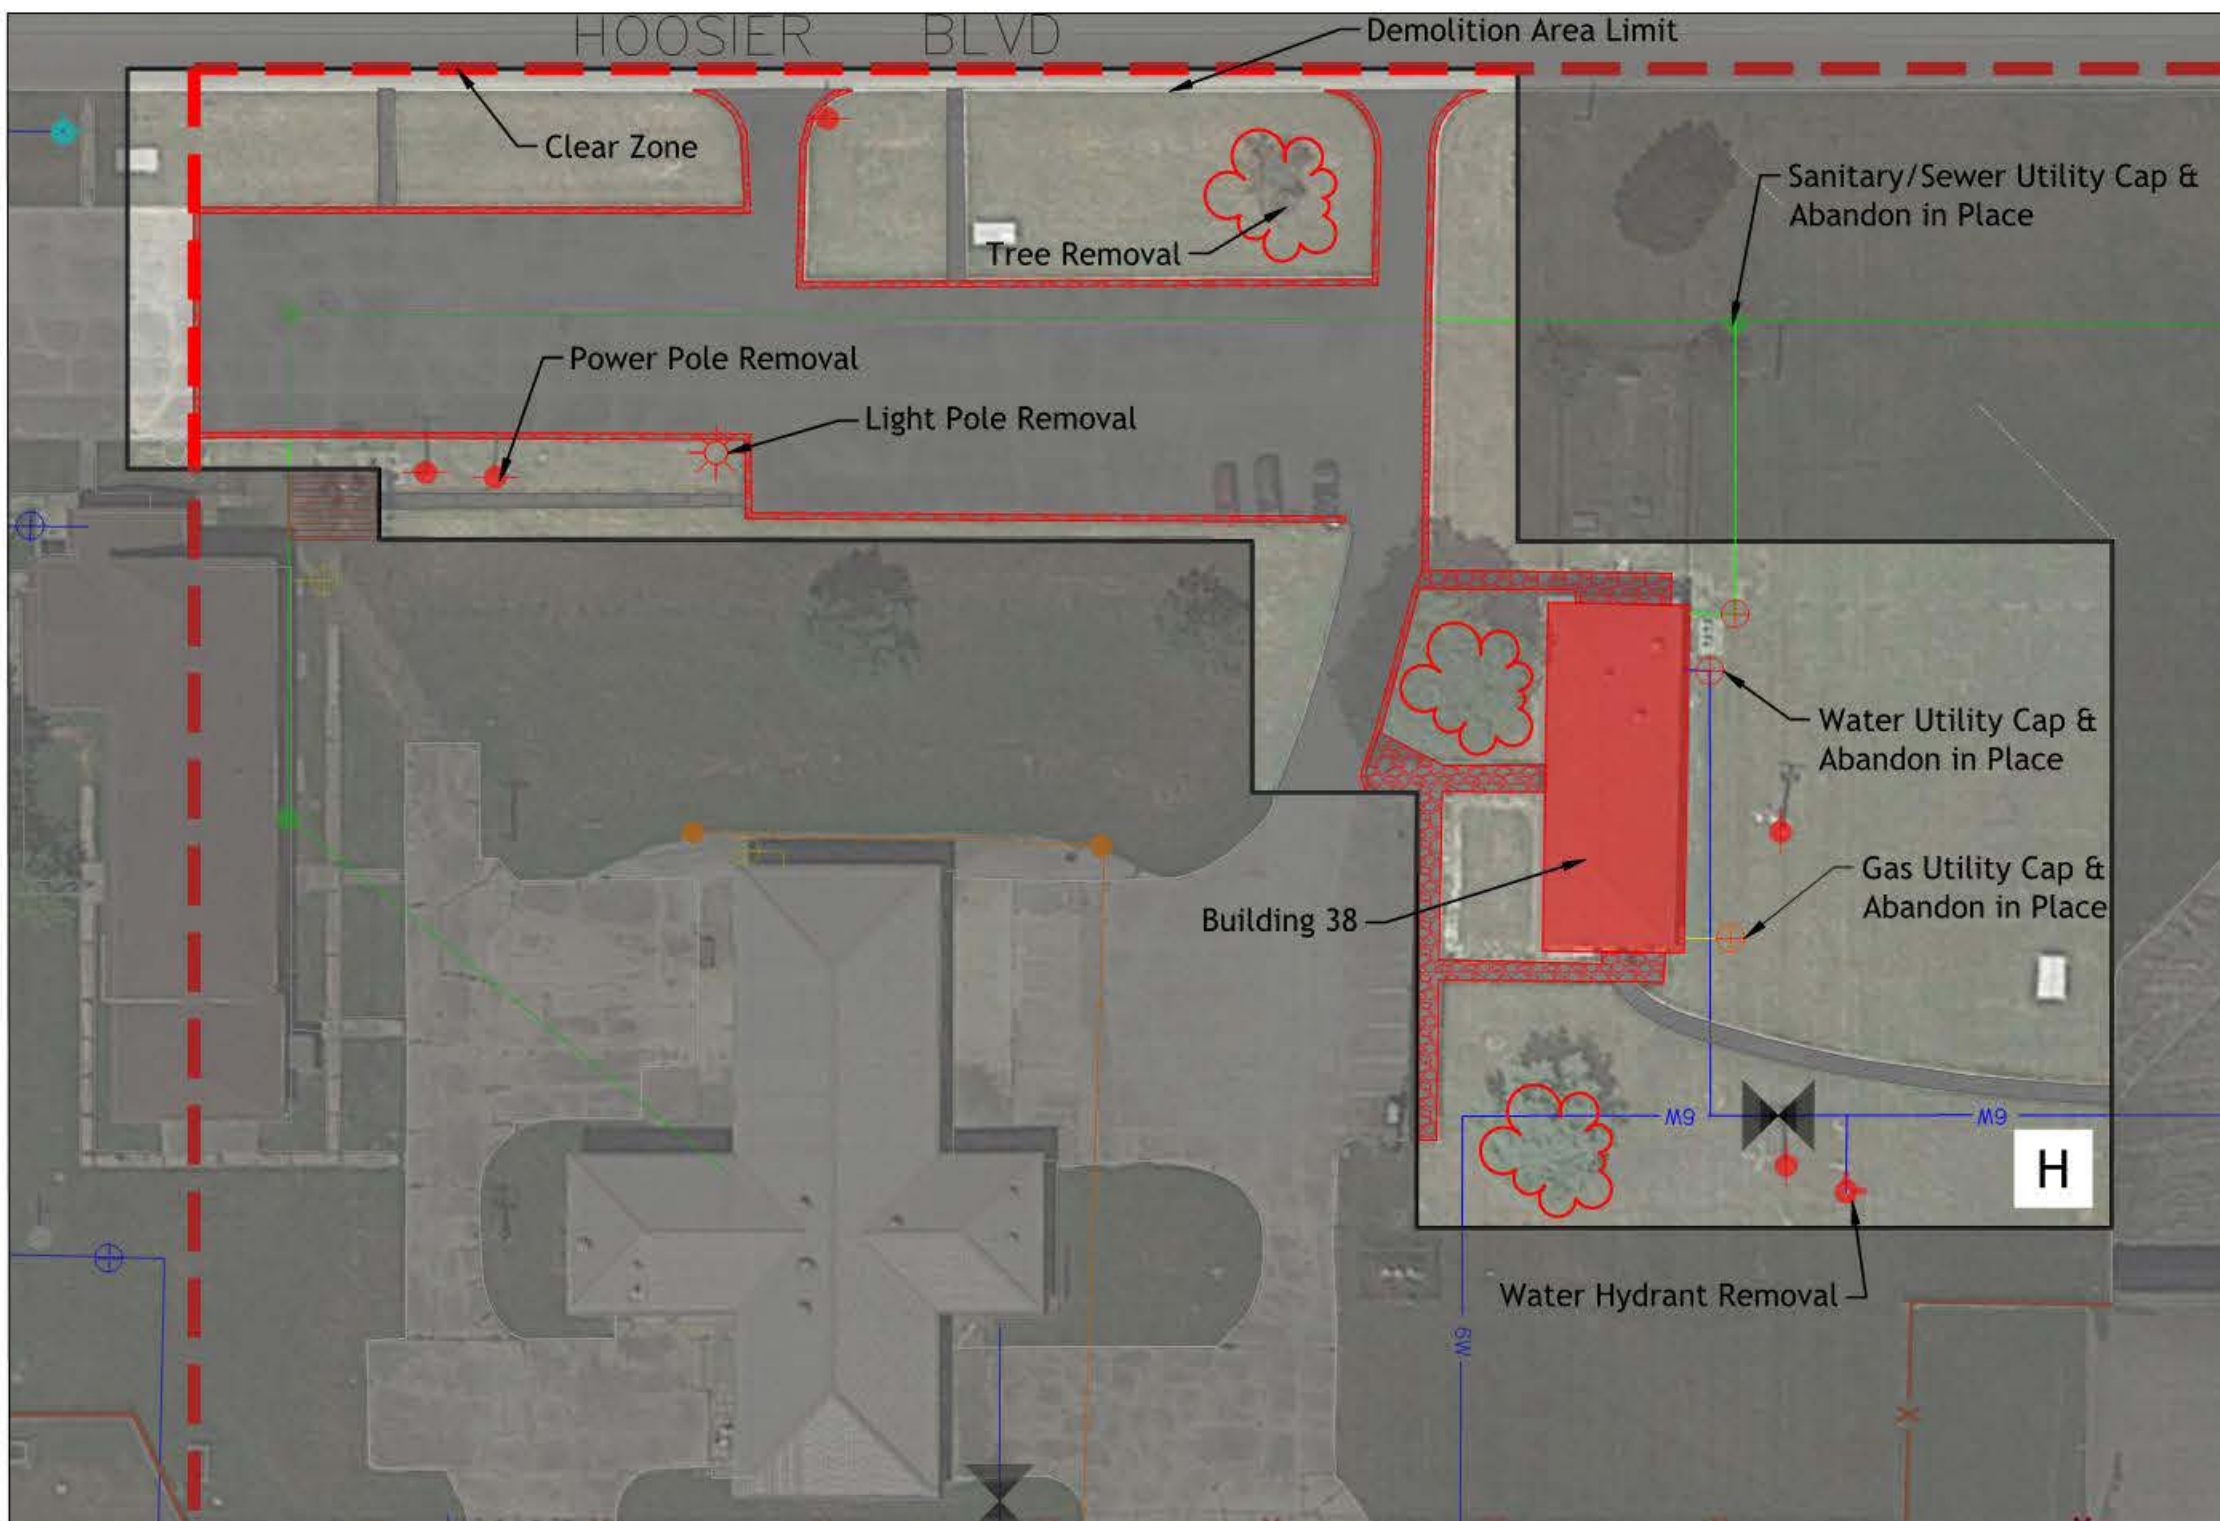 HOOSIER BLVD
Demolition Area Limit
Clear Zone
Sanitary/Sewer Utility Cap &
Abandon in Place
Tree Removal
Power Pole Removal
Light Pole Removal
Water Utility Cap &
Abandon in Place
Gas Utility Cap &
Abandon in Place
Building 38
6W
6W
H
Water Hydrant Removal
6W
X